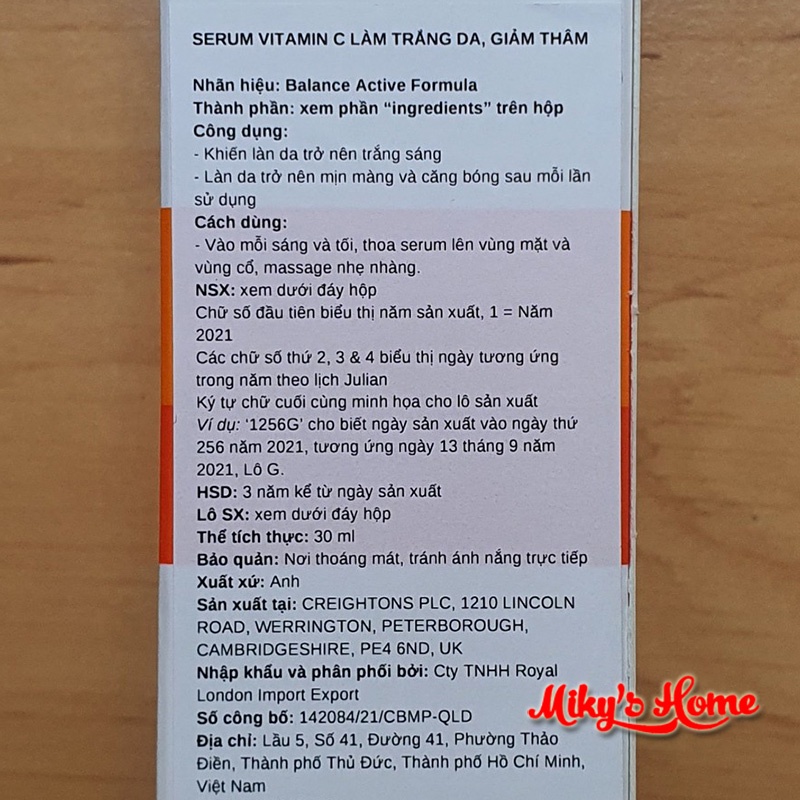 SERUM VITAMIN C LÀM TRẮNG DA, GIẢM THÂM
Nhãn hiệu: Balance Active Formula
Thành phần: xem phần “ingredients” trên hộp
Công dụng:
- Khiến làn da trở nên trắng sáng
- Làn da trở nên mịn màng và căng bóng sau mỗi lần
sử dụng
Cách dùng:
- Vào mỗi sáng và tối, thoa serum lên vùng mặt và
vùng cổ, massage nhẹ nhàng.
NSX: xem dưới đáy hộp
Chữ số đầu tiên biểu thị năm sản xuất, 1 = Năm
2021
Các chữ số thứ 2, 3 & 4 biểu thị ngày tương ứng
trong năm theo lịch Julian
Ký tự chữ cuối cùng minh họa cho lô sản xuất
Ví dụ: ‘1256G’ cho biết ngày sản xuất vào ngày thứ
256 năm 2021, tương ứng ngày 13 tháng 9 năm
2021, Lô G.
HSD: 3 năm kể từ ngày sản xuất
Lô SX: xem dưới đáy hộp
Thể tích thực: 30 ml
Bảo quản: Nơi thoáng mát, tránh ánh nắng trực tiếp
Xuất xứ: Anh
Sản xuất tại: CREIGHTONS PLC, 1210 LINCOLN
ROAD, WERRINGTON, PETERBOROUGH,
CAMBRIDGESHIRE, PE4 6ND, UK
Nhập khẩu và phân phối bởi: Cty TNHH Royal
London Import Export
Số công bố: 142084/21/CBMP-QLD
Địa chỉ: Lầu 5, Số 41, Đường 41, Phường Thảo
Điền, Thành phố Thủ Đức, Thành phố Hồ Chí Minh,
Việt Nam
Miky's Home